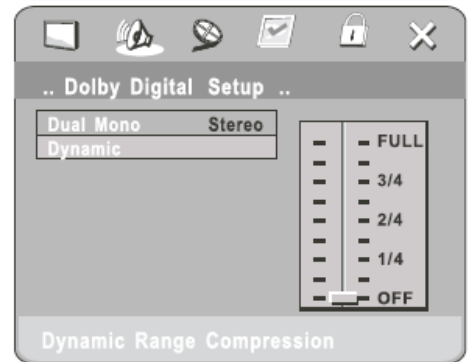 .. Dolby Digital Setup ..
Dual Mono Stereo
Dynamic
FULL
3/4
2/4
1/4
OFF
Dynamic Range Compression